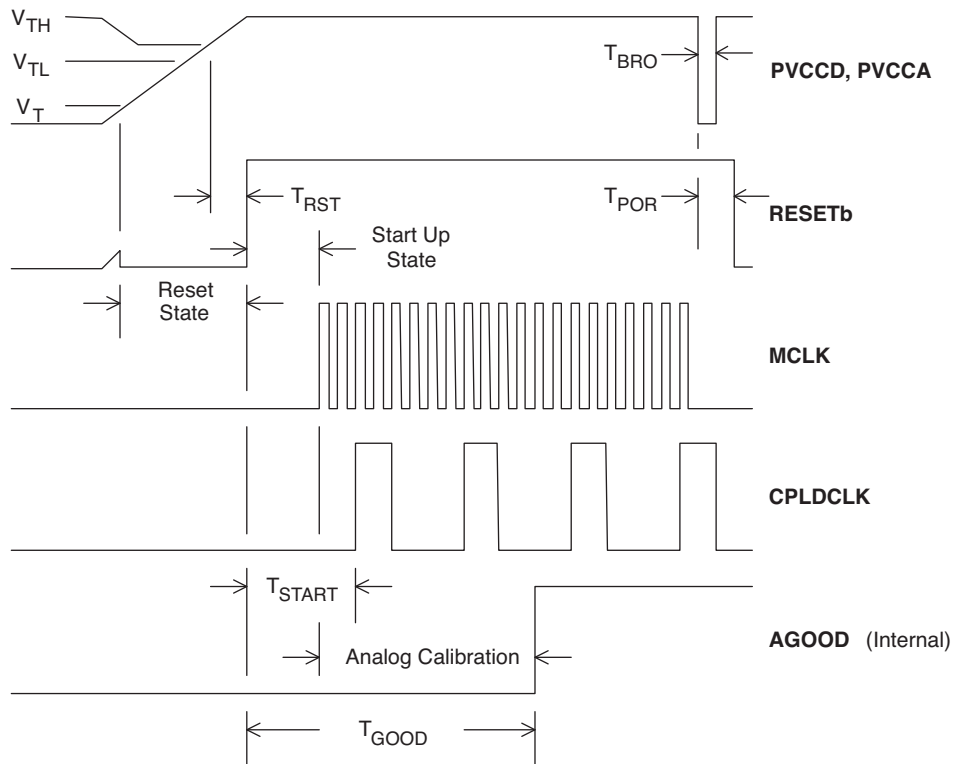 VTH
VTL
VT
TBRO
PVCCD, PVCCA
TRST
TPOR
RESETb
Start Up
State
Reset
State
MCLK
CPLDCLK
TSTART
AGOOD (Internal)
Analog Calibration
TGOOD